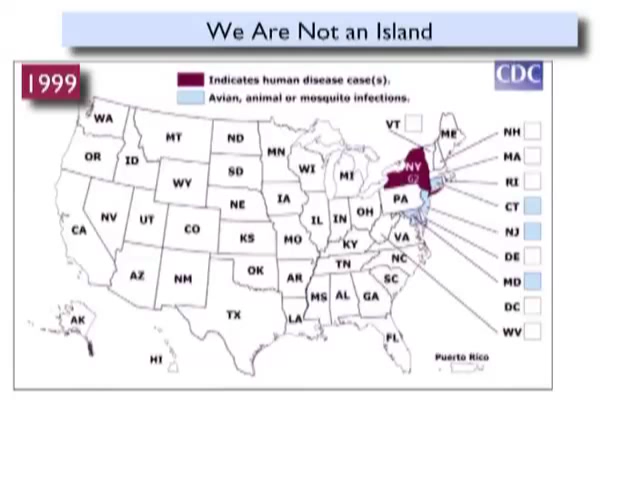 We Are Not an Island
1999
Indicates human disease case(s).
Avian, animal or mosquito infections.
CDC
WA
MT
ND
MN
VT
ME
NH
OR
ID
SD
WI
MI
NY
62
MA
WY
RI
NE
IA
PA
CT
NV
UT
CO
IL
IN
OH
NJ
CA
KS
MO
KY
VA
DE
AZ
NM
OK
AR
TN
NC
MD
MS
AL
GA
SC
DC
TX
LA
AK
FL
WV
HI
Puerto Rico